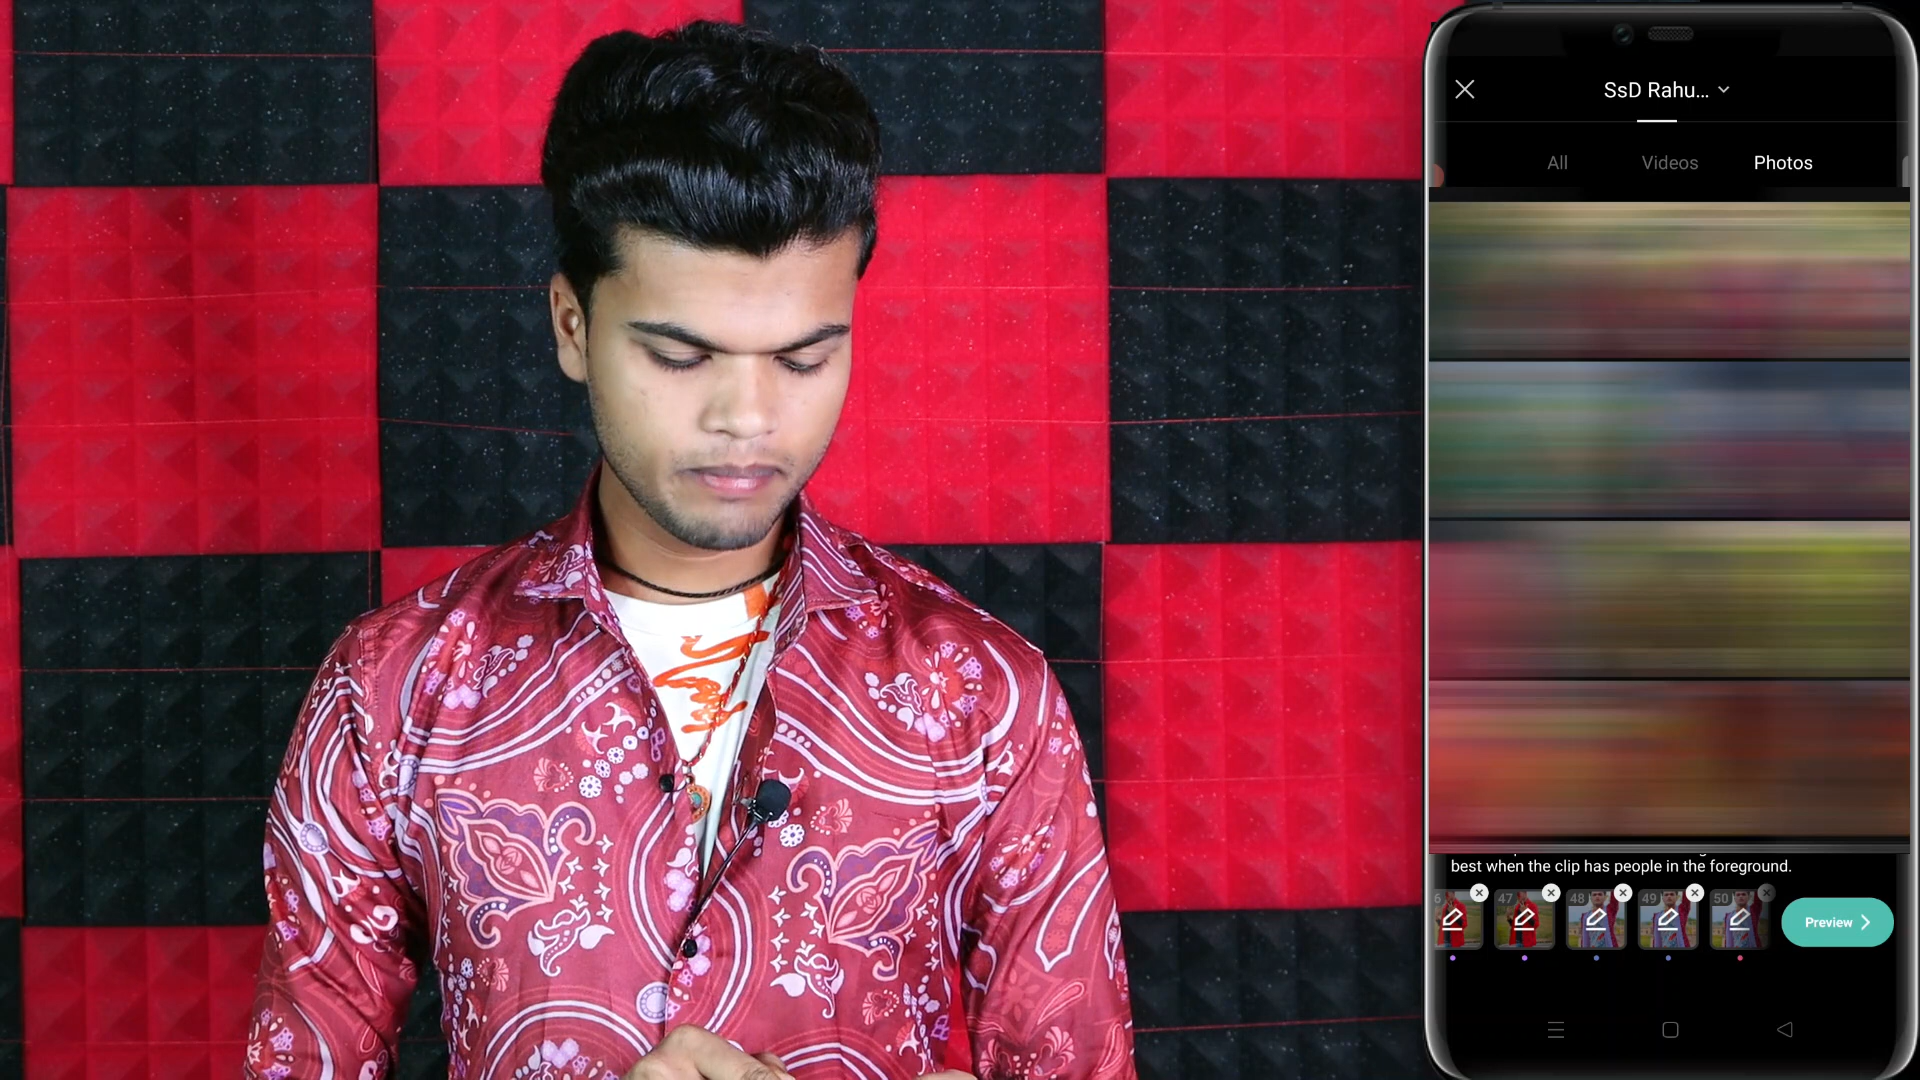 SsD Rahu...
All
Videos
Photos
best when the clip has people in the foreground.
6
47
48
49
50
Preview